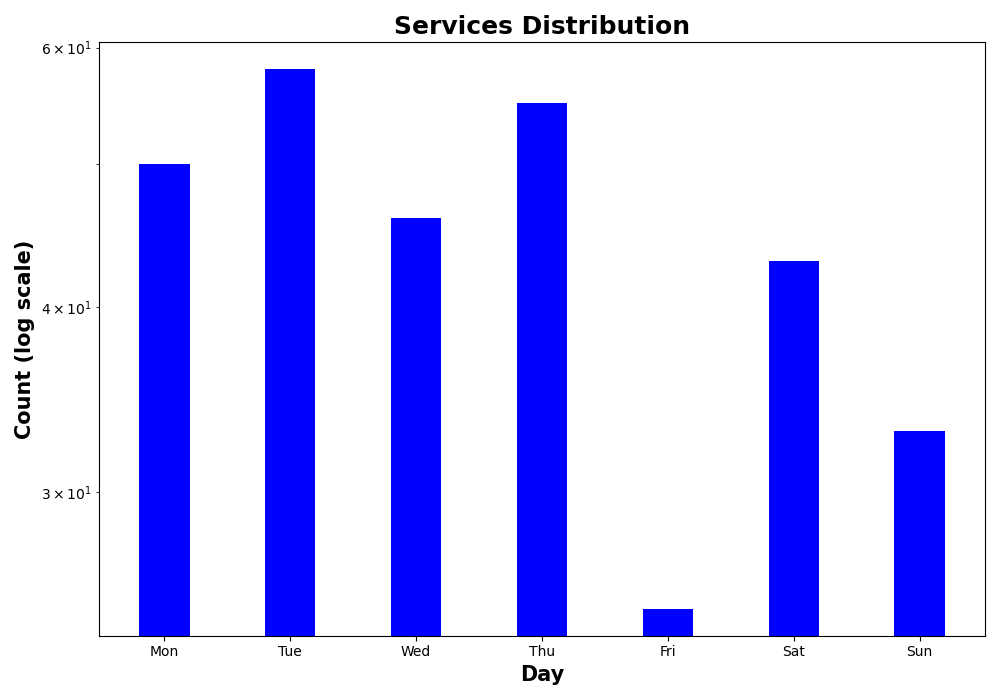 Services Distribution
6 × 10¹
4 × 10¹
3 × 10¹
Count (log scale)
Mon Tue Wed Thu Fri Sat Sun
Day